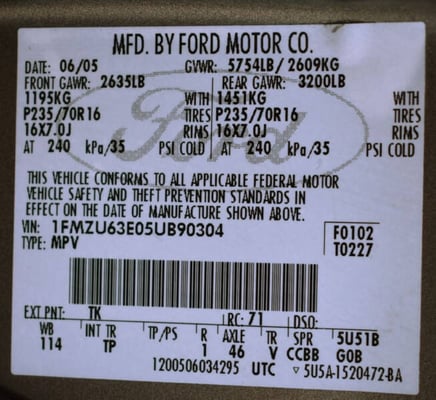 MFD. BY FORD MOTOR CO.
DATE: 06/05 GVWR: 5754LB/2609KG
FRONT GAWR: 2635LB REAR GAWR: 3200LB
1195KG WITH 1451KG WITH
P235/70R16 TIRES P235/70R16 TIRES
16X7.0J RIMS 16X7.0J RIMS
AT 240 kPa/35 PSI COLD AT 240 kPa/35 PSI COLD
Ford
THIS VEHICLE CONFORMS TO ALL APPLICABLE FEDERAL MOTOR
VEHICLE SAFETY AND THEFT PREVENTION STANDARDS IN
EFFECT ON THE DATE OF MANUFACTURE SHOWN ABOVE.
VIN: 1FMZU63E05UB90304 F0102
TYPE: MPV T0227
EXT PNT: TK RC: 71 DSO:
WB INT TR TP/PS R AXLE TR SPR 5U51B
114 TP 1 46 V CCBB GOB
1200506034295 UTC ▽5U5A-1520472-BA